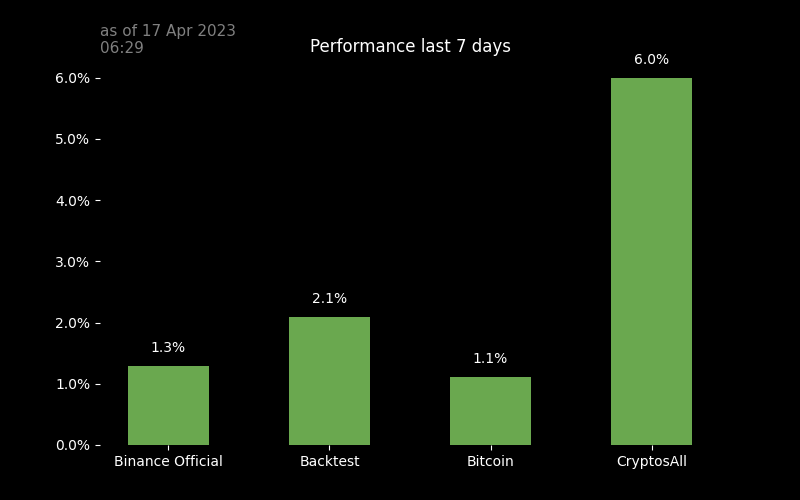 as of 17 Apr 2023
06:29
Performance last 7 days
6.0%
5.0%
4.0%
3.0%
2.0%
1.0%
0.0%
1.3%
2.1%
1.1%
6.0%
Binance Official
Backtest
Bitcoin
CryptosAll